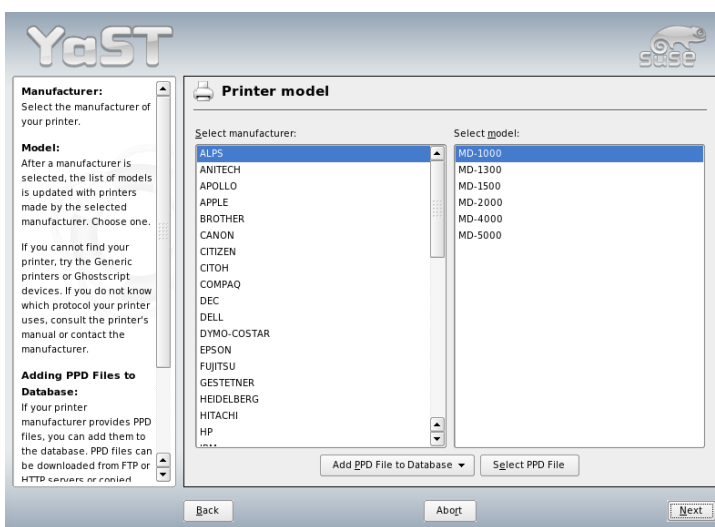 YaST
SUSE
Manufacturer:
Select the manufacturer of
your printer.
Model:
After a manufacturer is
selected, the list of models
is updated with printers
made by the selected
manufacturer. Choose one.
If you cannot find your
printer, try the Generic
printers or Ghostscript
devices. If you do not know
which protocol your printer
uses, consult the printer's
manual or contact the
manufacturer.
Adding PPD Files to
Database:
If your printer
manufacturer provides PPD
files, you can add them to
the database. PPD files can
be downloaded from FTP or
HTTP servers or copied
Printer model
Select manufacturer:
ALPS
ANITECH
APOLLO
APPLE
BROTHER
CANON
CITIZEN
CITOH
COMPAQ
DEC
DELL
DYMO-COSTAR
EPSON
FUJITSU
GESTETNER
HEIDELBERG
HITACHI
HP
Select model:
MD-1000
MD-1300
MD-1500
MD-2000
MD-4000
MD-5000
Add PPD File to Database
Select PPD File
Back
Abort
Next